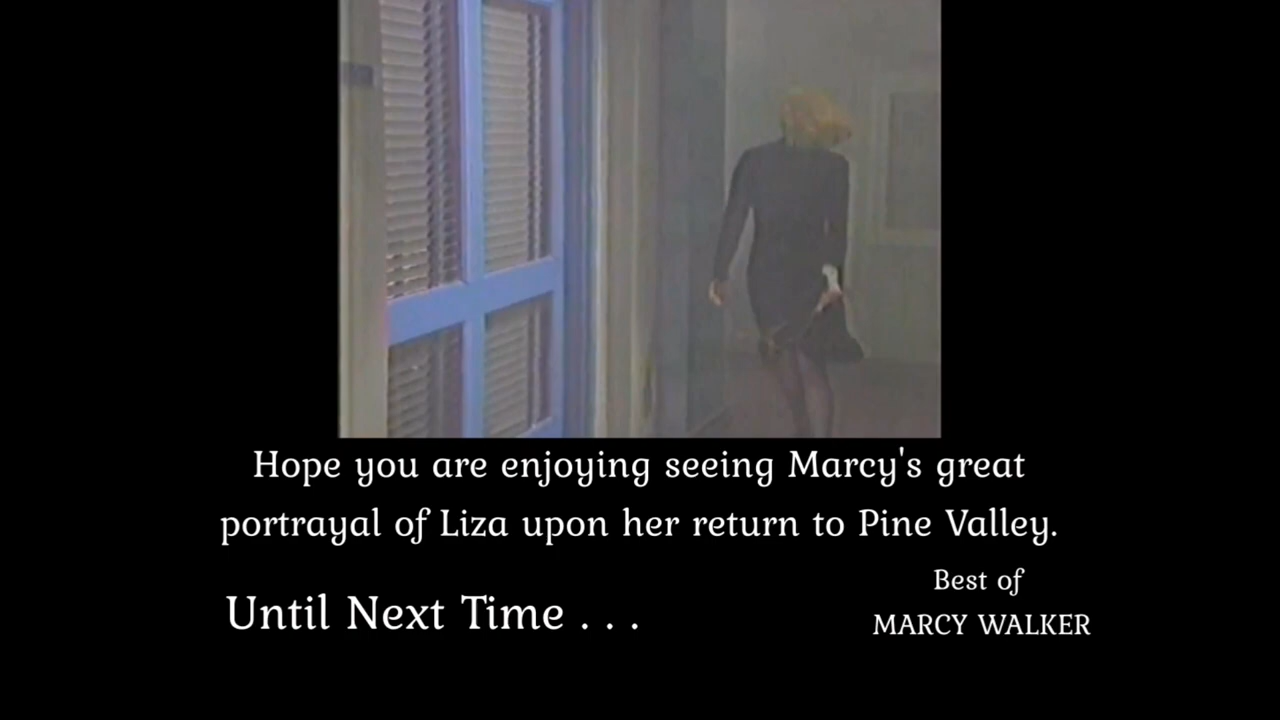 Hope you are enjoying seeing Marcy's great
portrayal of Liza upon her return to Pine Valley.
Until Next Time . . .
Best of
MARCY WALKER